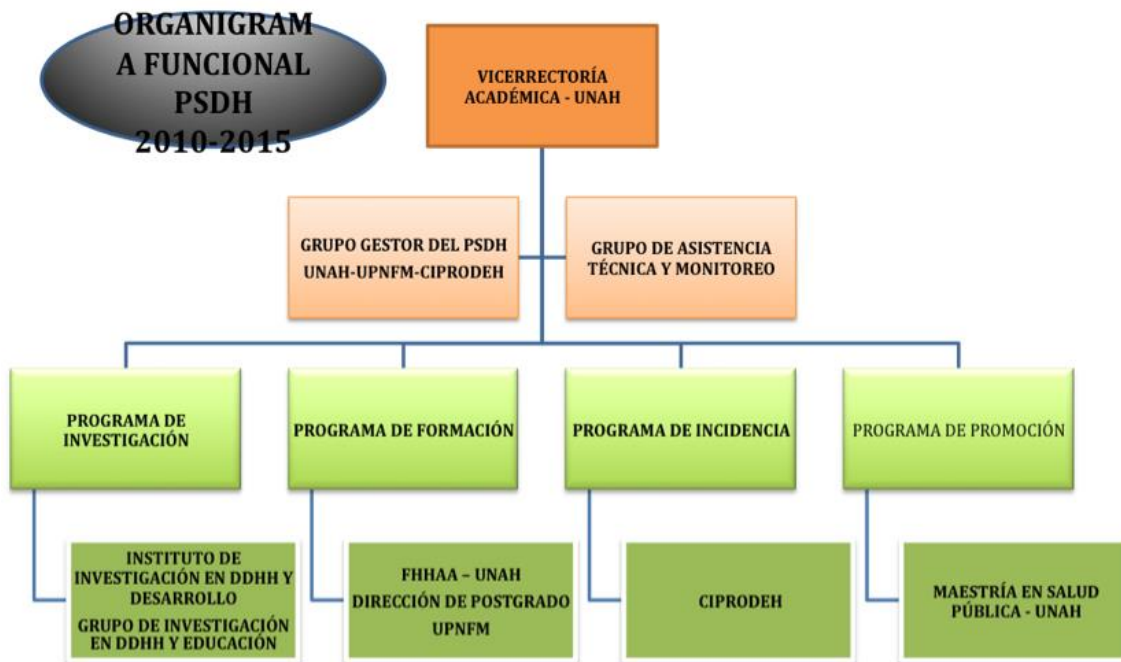 ORGANIGRAM
A FUNCIONAL
PSDH
2010-2015
VICERRECTORÍA
ACADÉMICA - UNAH
GRUPO GESTOR DEL PSDH
UNAH-UPNFM-CIPRODEH
GRUPO DE ASISTENCIA
TÉCNICA Y MONITOREO
PROGRAMA DE
INVESTIGACIÓN
PROGRAMA DE FORMACIÓN
PROGRAMA DE INCIDENCIA
PROGRAMA DE PROMOCIÓN
INSTITUTO DE
INVESTIGACIÓN EN DDHH Y
DESARROLLO
GRUPO DE INVESTIGACIÓN
EN DDHH Y EDUCACIÓN
FHHAA – UNAH
DIRECCIÓN DE POSTGRADO
UPNFM
CIPRODEH
MAESTRÍA EN SALUD
PÚBLICA - UNAH